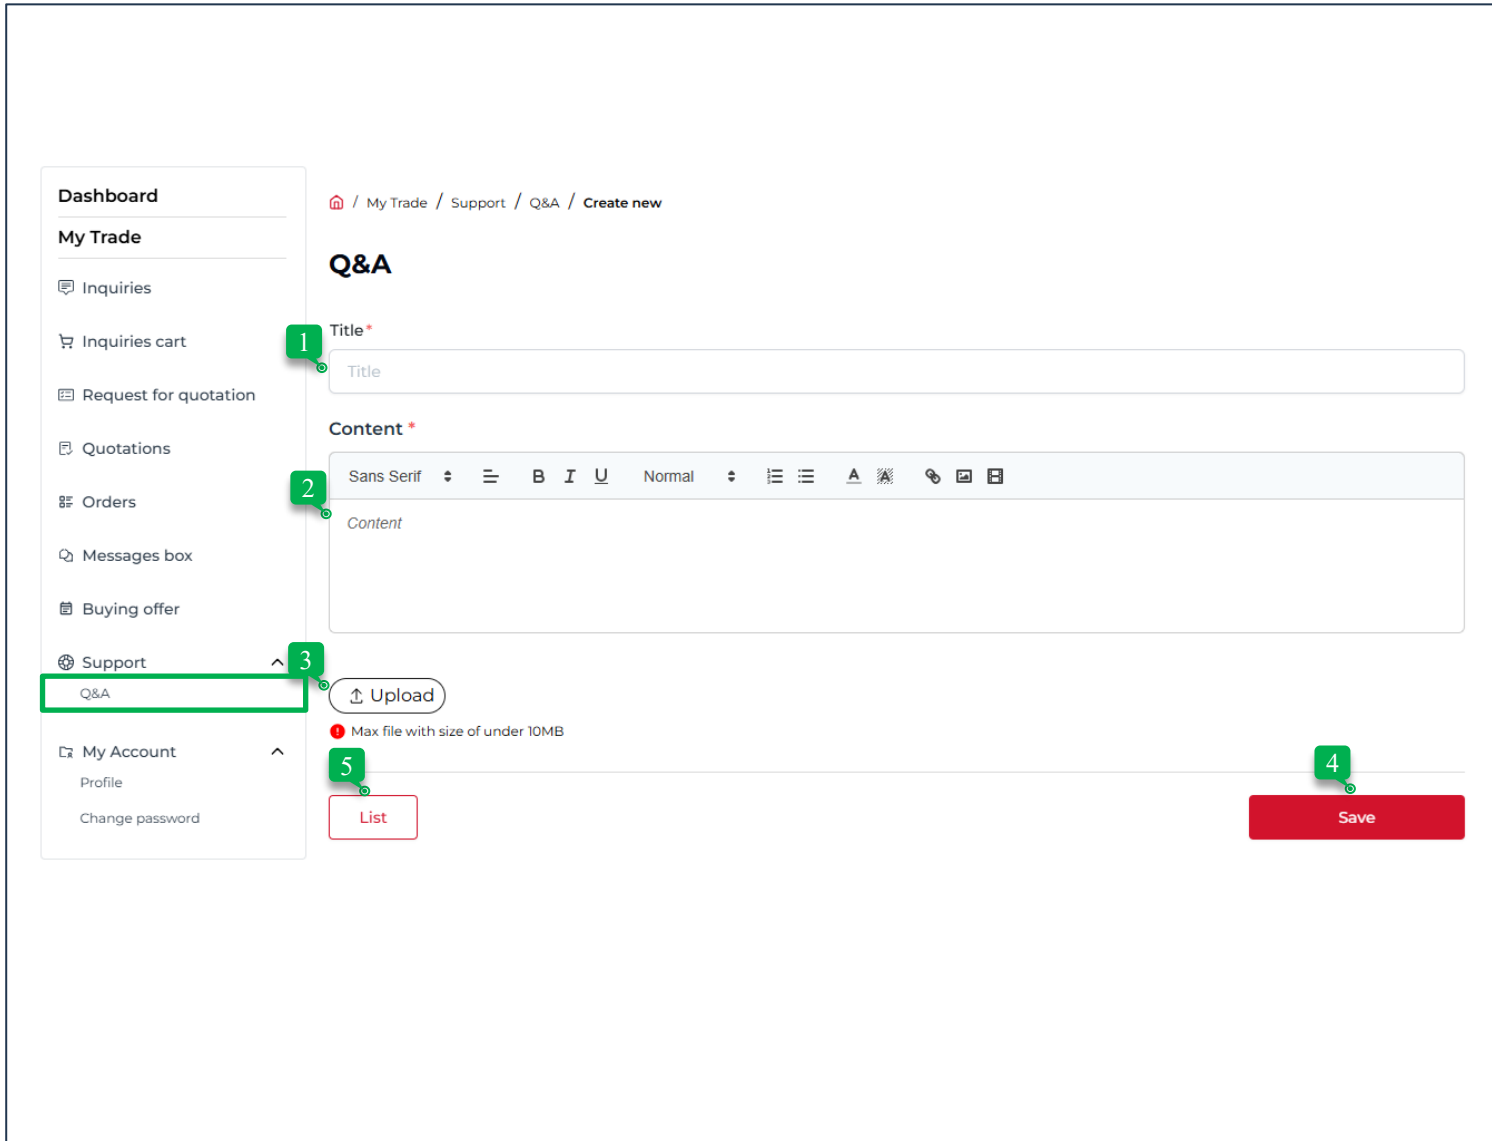 Dashboard
My Trade
Inquiries
Inquiries cart
Request for quotation
Quotations
Orders
Messages box
Buying offer
Support
Q&A
My Account
Profile
Change password
/ My Trade / Support / Q&A / Create new
Q&A
1
Title*
Title
Content *
2
Sans Serif B I U Normal A A
Content
3
Upload
! Max file with size of under 10MB
5
List
4
Save